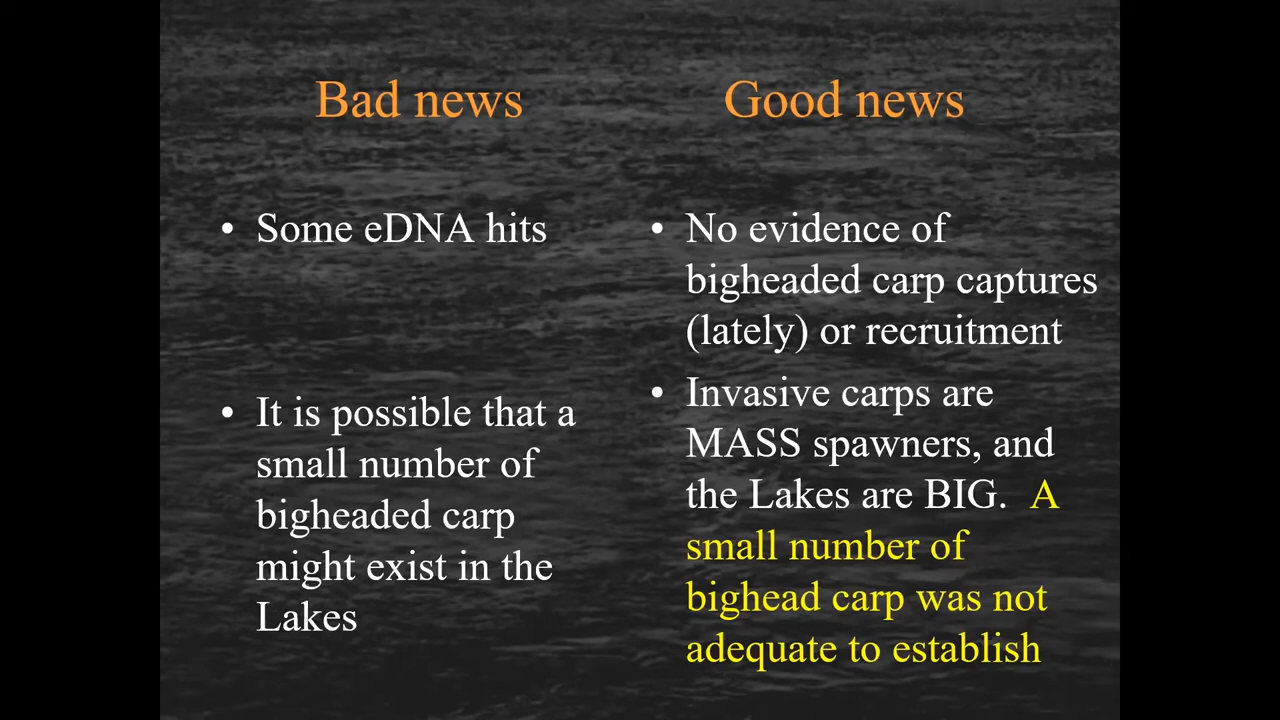 Bad news
• Some eDNA hits
• It is possible that a
small number of
bigheaded carp
might exist in the
Lakes
Good news
• No evidence of
bigheaded carp captures
(lately) or recruitment
• Invasive carps are
MASS spawners, and
the Lakes are BIG. A
small number of
bighead carp was not
adequate to establish